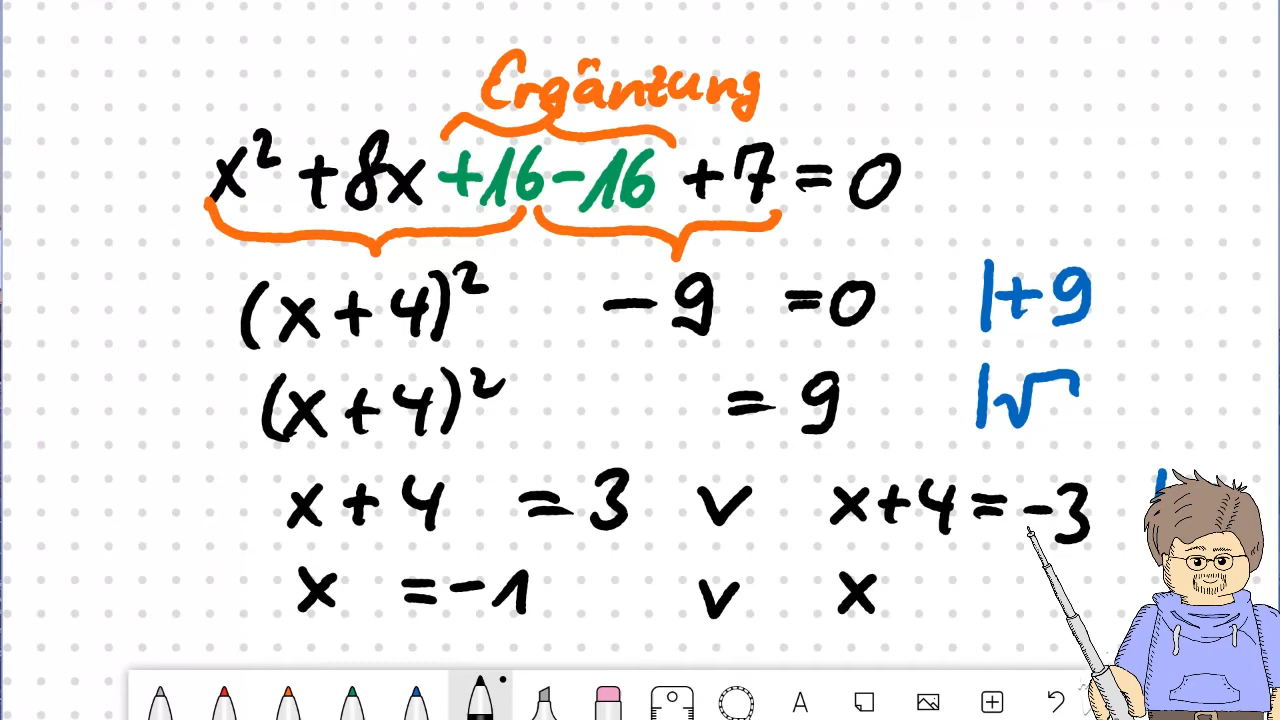 Ergänzung
x² +8x +16 -16 +7 = 0
(x+4)² -9 =0 |+9
(x+4)² = 9 |√
x+4 = 3 v x+4 = -3
x = -1 v x
A